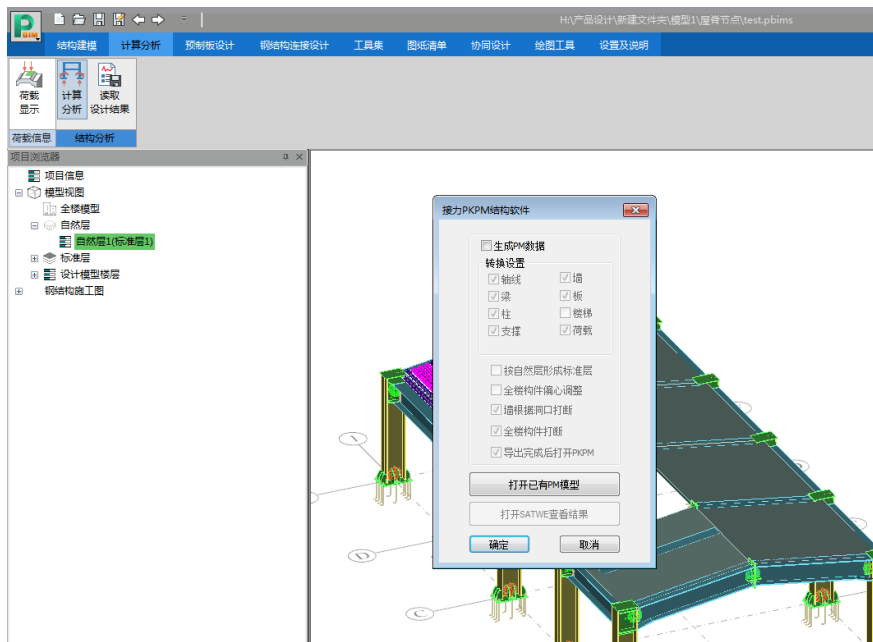 H:\产品设计\新建文件夹\模型1\屋脊节点\test.pbims
PBIM
结构建模 计算分析 预制板设计 钢结构连接设计 工具集 图纸清单 协同设计 绘图工具 设置及说明
荷载显示 计算分析 读取设计结果
荷载信息 结构分析
项目浏览器
项目信息
模型视图
全楼模型
自然层
自然层1(标准层1)
标准层
设计模型楼层
钢结构施工图
接力PKPM结构软件
生成PM数据
转换设置
轴线 墙
梁 板
柱 楼梯
支撑 荷载
按自然层形成标准层
全楼构件偏心调整
墙根据洞口打断
全楼构件打断
导出完成后打开PKPM
打开已有PM模型
打开SATWE查看结果
确定 取消
D
C